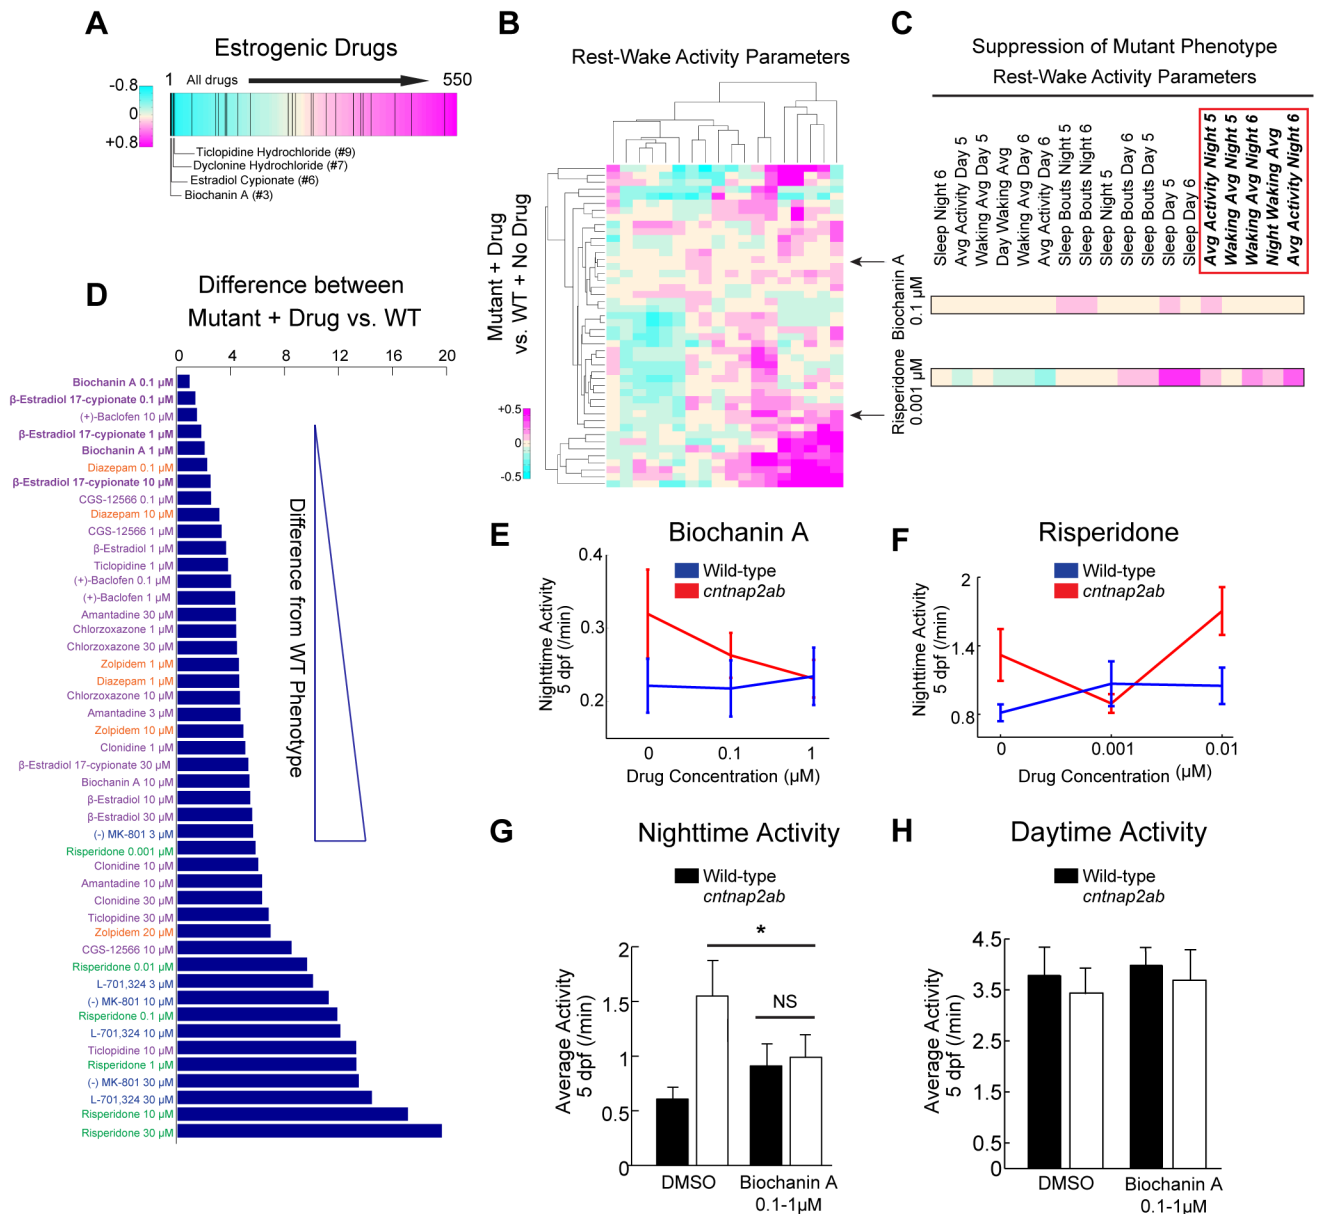 A
Estrogenic Drugs
1 All drugs 550
-0.8
0
+0.8
Ticlopidine Hydrochloride (#9)
Dyclonine Hydrochloride (#7)
Estradiol Cypionate (#6)
Biochanin A (#3)
B
Rest-Wake Activity Parameters
Mutant + Drug
vs. WT + No Drug
+0.5
0
-0.5
C
Suppression of Mutant Phenotype
Rest-Wake Activity Parameters
Sleep Night 6
Avg Activity Day 5
Waking Avg Day 5
Day Waking Avg
Waking Avg Day 6
Avg Activity Day 6
Sleep Bouts Night 5
Sleep Bouts Night 6
Sleep Night 5
Sleep Bouts Day 6
Sleep Bouts Day 5
Sleep Day 5
Sleep Day 6
Avg Activity Night 5
Waking Avg Night 5
Waking Avg Night 6
Night Waking Avg
Avg Activity Night 6
Biochanin A
0.1 µM
Risperidone
0.001 µM
D
Difference between
Mutant + Drug vs. WT
0 4 8 12 16 20
Biochanin A 0.1 µM
β-Estradiol 17-cypionate 0.1 µM
(+)-Baclofen 10 µM
β-Estradiol 17-cypionate 1 µM
Biochanin A 1 µM
Diazepam 0.1 µM
β-Estradiol 17-cypionate 10 µM
CGS-12566 0.1 µM
Diazepam 10 µM
CGS-12566 1 µM
β-Estradiol 1 µM
Ticlopidine 1 µM
(+)-Baclofen 0.1 µM
(+)-Baclofen 1 µM
Amantadine 30 µM
Chlorzoxazone 1 µM
Chlorzoxazone 30 µM
Zolpidem 1 µM
Diazepam 1 µM
Chlorzoxazone 10 µM
Amantadine 3 µM
Zolpidem 10 µM
Clonidine 1 µM
β-Estradiol 17-cypionate 30 µM
Biochanin A 10 µM
β-Estradiol 10 µM
β-Estradiol 30 µM
(-) MK-801 3 µM
Risperidone 0.001 µM
Clonidine 10 µM
Amantadine 10 µM
Clonidine 30 µM
Ticlopidine 30 µM
Zolpidem 20 µM
CGS-12566 10 µM
Risperidone 0.01 µM
L-701,324 3 µM
(-) MK-801 10 µM
Risperidone 0.1 µM
L-701,324 10 µM
Ticlopidine 10 µM
Risperidone 1 µM
(-) MK-801 30 µM
L-701,324 30 µM
Risperidone 10 µM
Risperidone 30 µM
Difference from WT Phenotype
E
Biochanin A
Wild-type
cntnap2ab
Nighttime Activity
5 dpf (/min)
0.4
0.3
0.2
0 0.1 1
Drug Concentration (µM)
F
Risperidone
Wild-type
cntnap2ab
Nighttime Activity
5 dpf (/min)
2
1.4
0.8
0 0.001 0.01
Drug Concentration (µM)
G
Nighttime Activity
Wild-type
cntnap2ab
Average Activity
5 dpf (/min)
2
1.5
1
0.5
0
*
NS
DMSO Biochanin A
0.1-1µM
H
Daytime Activity
Wild-type
cntnap2ab
Average Activity
5 dpf (/min)
4.5
3.5
2.5
1.5
0.5
0
DMSO Biochanin A
0.1-1µM